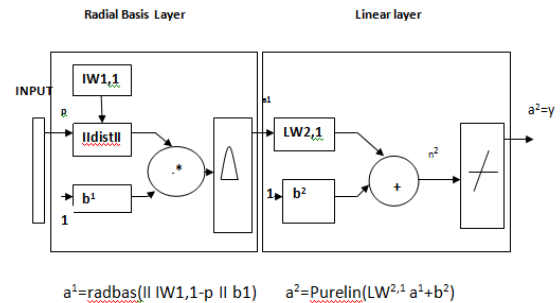 Radial Basis Layer
Linear layer
INPUT
IW1,1
p
IIdistII
b¹
1
.*
a1
LW2,1
1
b²
+
n²
a²=y
a¹=radbas(II IW1,1-p II b1)
a²=Purelin(LW²,¹ a¹+b²)